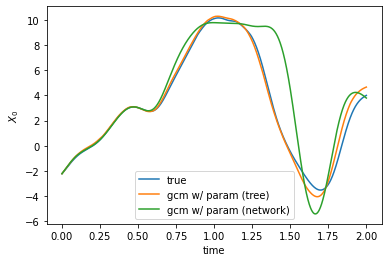 10
8
6
4
2
0
−2
−4
−6
X₀
true
gcm w/ param (tree)
gcm w/ param (network)
0.00 0.25 0.50 0.75 1.00 1.25 1.50 1.75 2.00
time